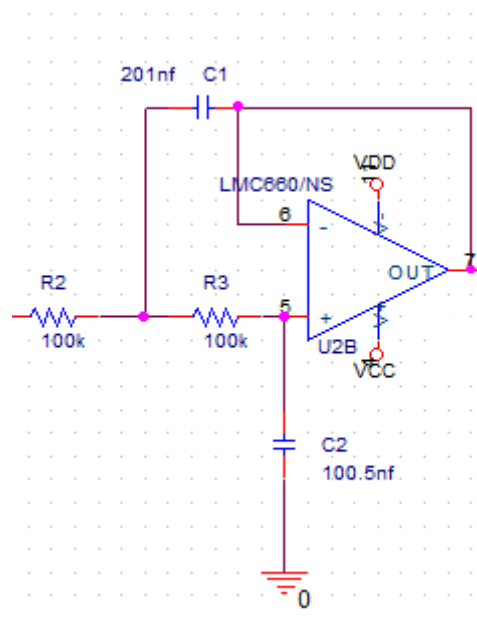 201nf C1
VDD
LMC660/NS
6
-
7
OUT
R2
R3
5
+
100k
100k
U2B
VCC
C2
100.5nf
0